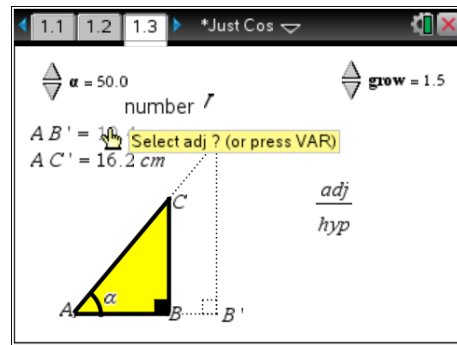 1.1 1.2 1.3 *Just Cos
α = 50.0
grow = 1.5
number
A B' =
Select adj ? (or press VAR)
A C' = 16.2 cm
adj
hyp
C
A
α
B
B'